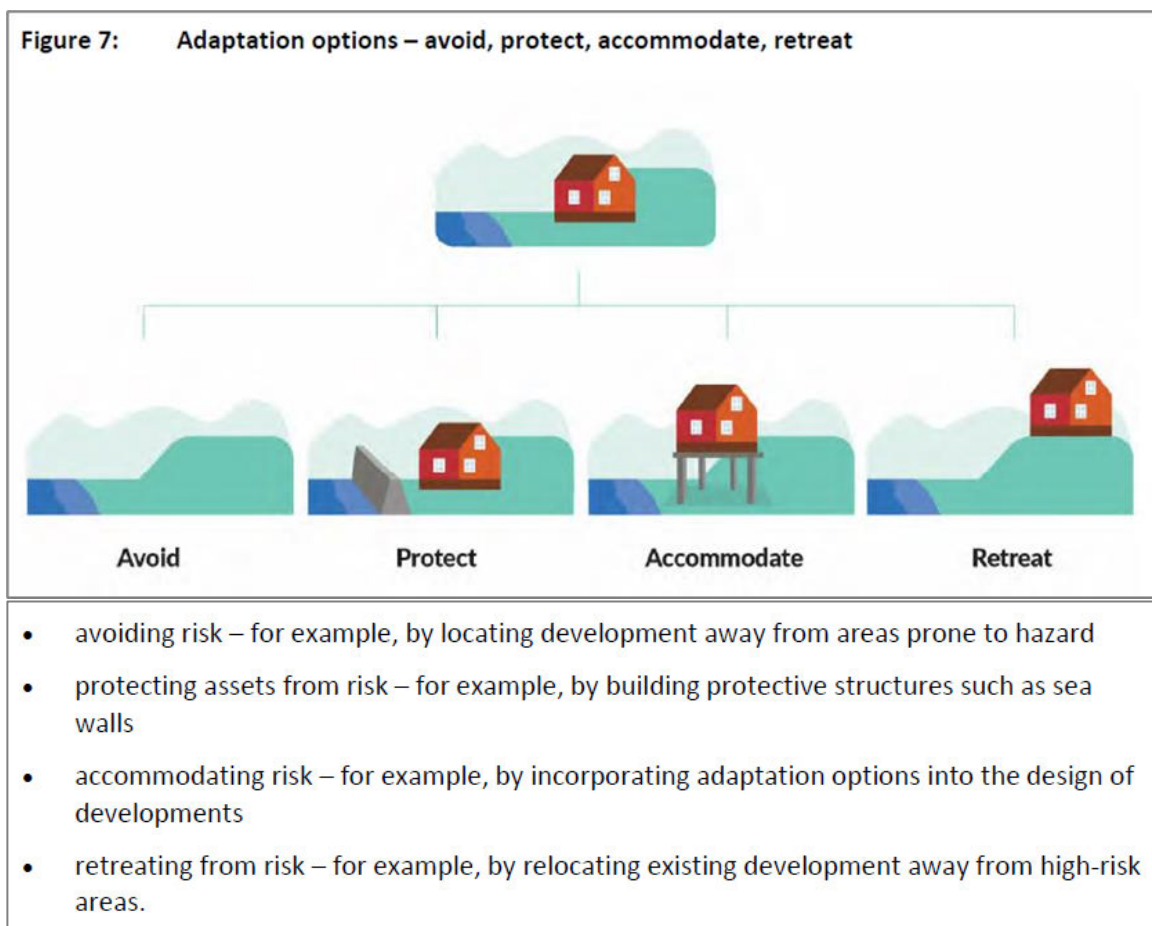 Figure 7: Adaptation options – avoid, protect, accommodate, retreat
Avoid Protect Accommodate Retreat
• avoiding risk – for example, by locating development away from areas prone to hazard
• protecting assets from risk – for example, by building protective structures such as sea
walls
• accommodating risk – for example, by incorporating adaptation options into the design of
developments
• retreating from risk – for example, by relocating existing development away from high-risk
areas.